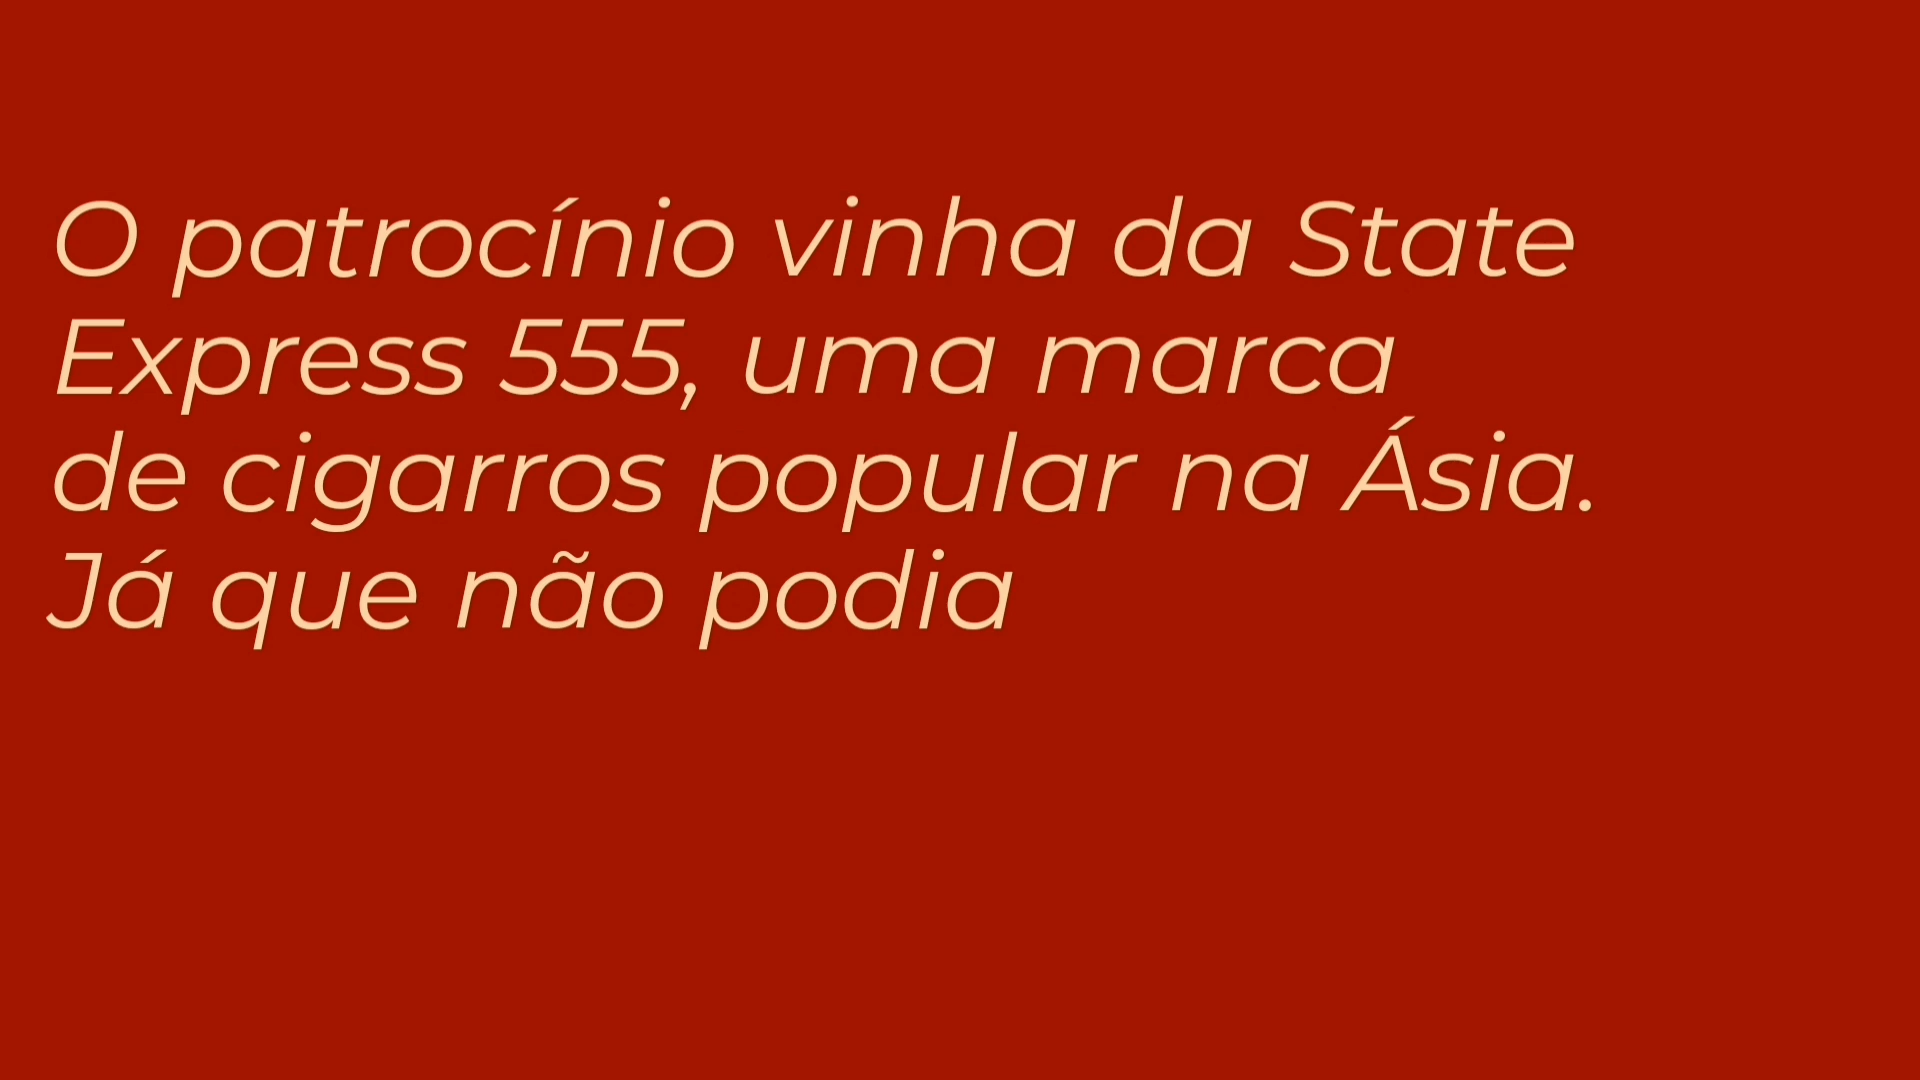 O patrocínio vinha da State
Express 555, uma marca
de cigarros popular na Ásia.
Já que não podia